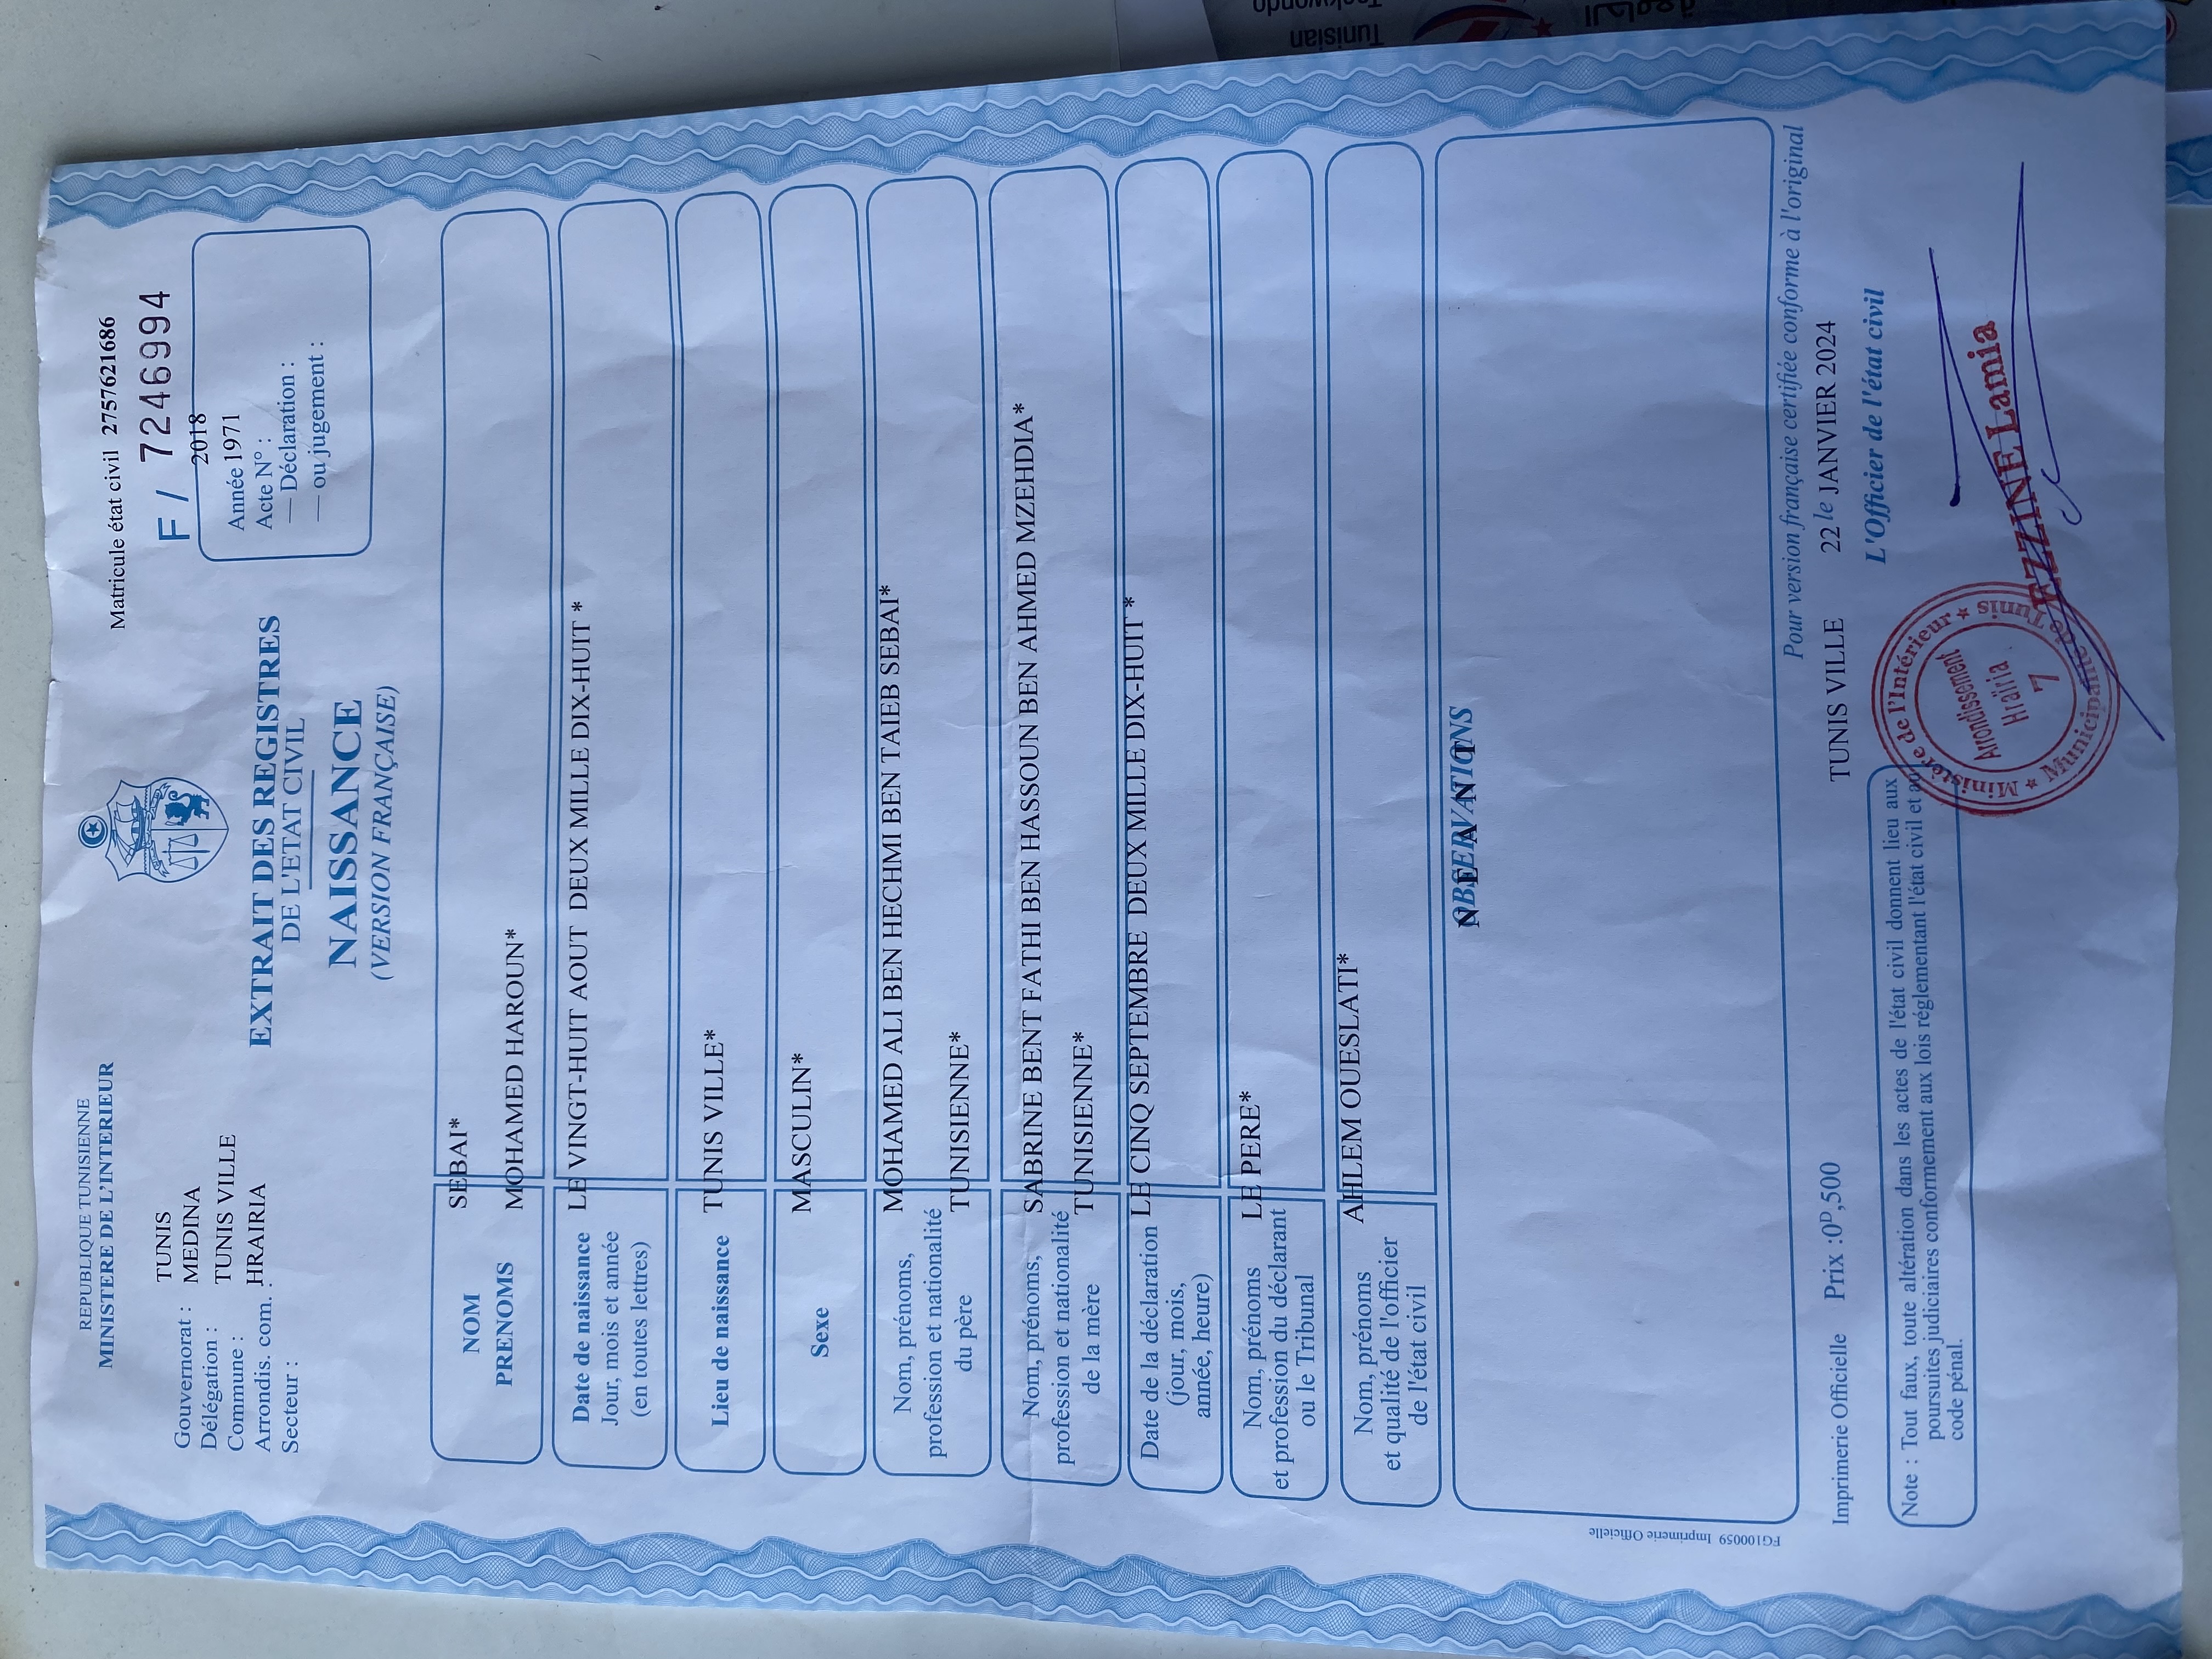 REPUBLIQUE TUNISIENNE
MINISTERE DE L'INTERIEUR
Gouvernorat : TUNIS
Délégation : MEDINA
Commune : TUNIS VILLE
Arrondis. com. : HRAIRIA
Secteur :
Matricule état civil 2757621686
F / 7246994
2018
Année 1971
Acte N° :
— Déclaration :
— ou jugement :
EXTRAIT DES REGISTRES
DE L'ETAT CIVIL
NAISSANCE
(VERSION FRANÇAISE)
NOM SEBAI*
PRENOMS MOHAMED HAROUN*
Date de naissance LE VINGT-HUIT AOUT DEUX MILLE DIX-HUIT *
Jour, mois et année
(en toutes lettres)
Lieu de naissance TUNIS VILLE*
Sexe MASCULIN*
Nom, prénoms, MOHAMED ALI BEN HECHMI BEN TAIEB SEBAI*
profession et nationalité
du père TUNISIENNE*
Nom, prénoms, SABRINE BENT FATHI BEN HASSOUN BEN AHMED MZEHDIA*
profession et nationalité TUNISIENNE*
de la mère
Date de la déclaration LE CINQ SEPTEMBRE DEUX MILLE DIX-HUIT *
(jour, mois,
année, heure)
Nom, prénoms LE PERE*
et profession du déclarant
ou le Tribunal
Nom, prénoms AHLEM OUESLATI*
et qualité de l'officier
de l'état civil
OBSERVATIONS
NEANT
FG100059 Imprimerie Officielle
Pour version française certifiée conforme à l'original
Imprimerie Officielle Prix :0D,500 TUNIS VILLE 22 le JANVIER 2024
L'Officier de l'état civil
Note : Tout faux, toute altération dans les actes de l'état civil donnent lieu aux
poursuites judiciaires conformement aux lois réglementant l'état civil et au
code pénal.
* Ministère de l'Intérieur *
Municipalité de Tunis
Arrondissement
Hraïria
7
EZZINE Lamia
Tunisian
Taekwondo